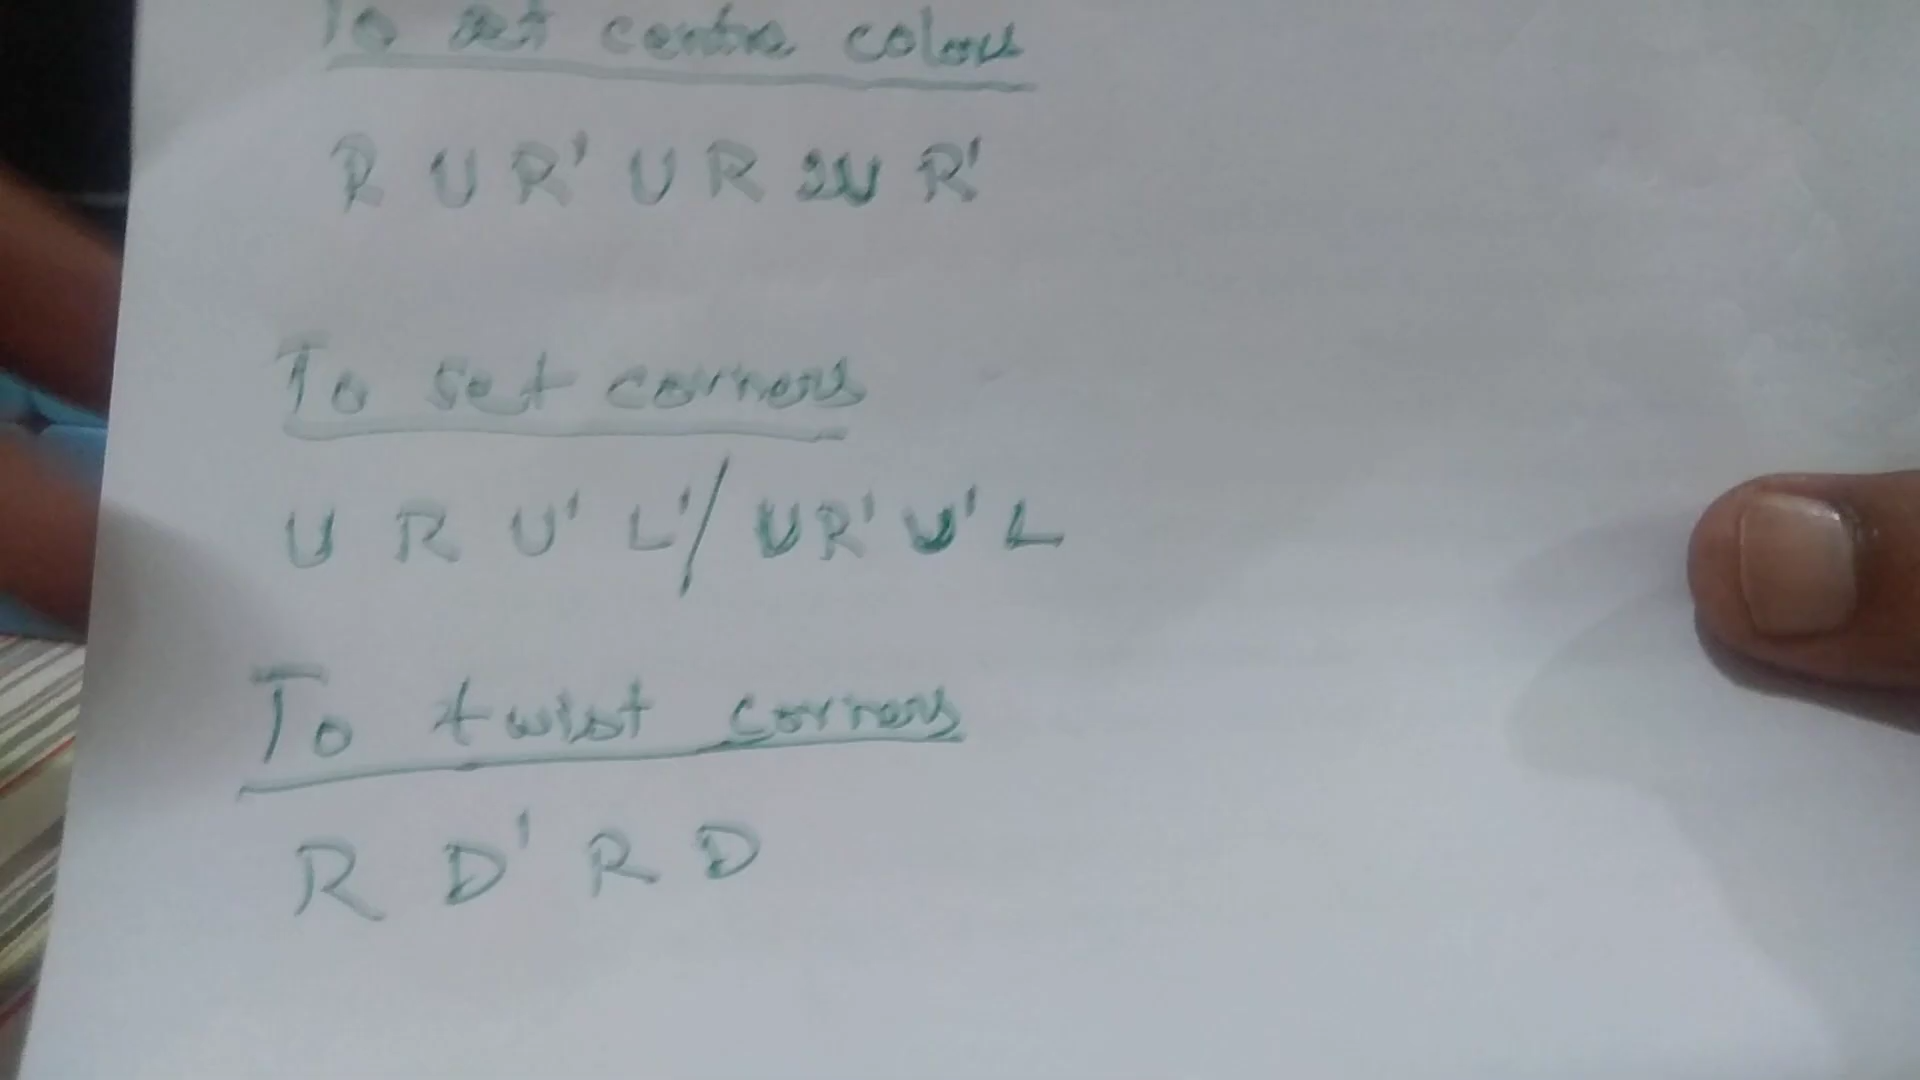 To set centre colour
R U R' U R 2U R'
To set corners
U R U' L'/ U R' U' L
To twist corners
R D' R D